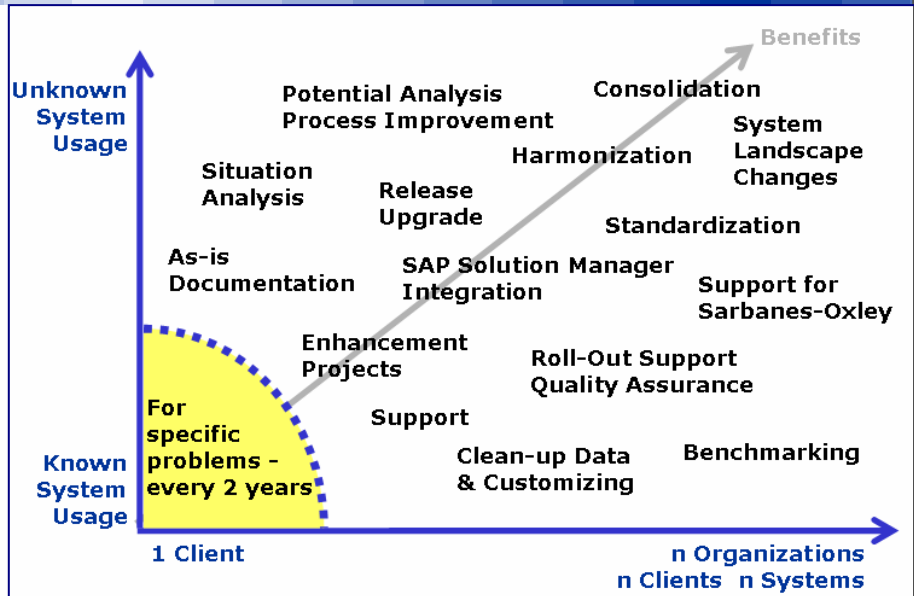 Benefits
Unknown
System
Usage
Potential Analysis
Process Improvement
Consolidation
System
Landscape
Changes
Harmonization
Situation
Analysis
Release
Upgrade
Standardization
As-is
Documentation
SAP Solution Manager
Integration
Support for
Sarbanes-Oxley
Enhancement
Projects
Roll-Out Support
Quality Assurance
For
specific
problems -
every 2 years
Support
Clean-up Data
& Customizing
Benchmarking
Known
System
Usage
1 Client
n Organizations
n Clients n Systems